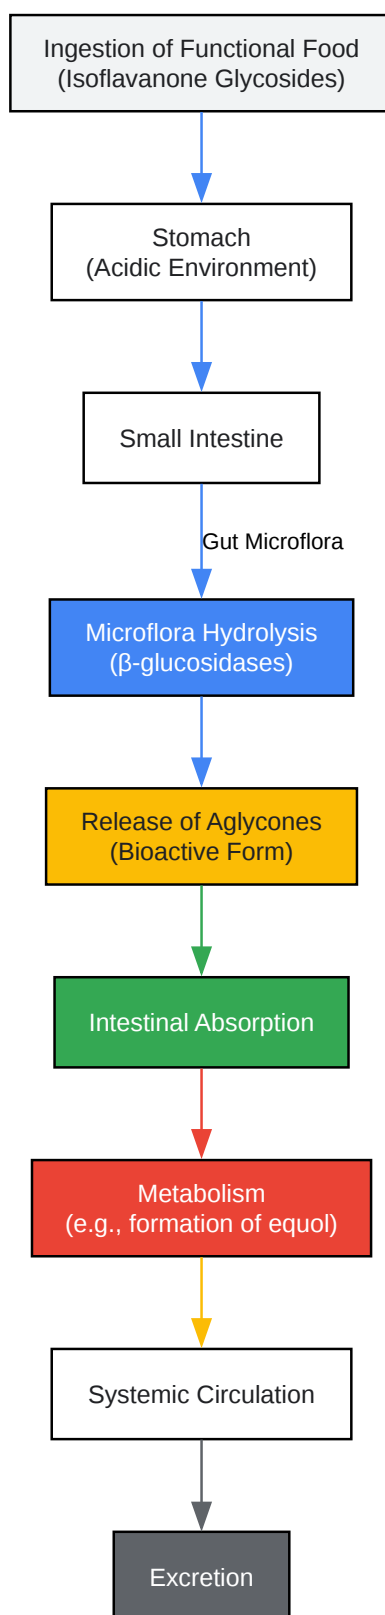 Ingestion of Functional Food
(Isoflavanone Glycosides)
Stomach
(Acidic Environment)
Small Intestine
Gut Microflora
Microflora Hydrolysis
(β-glucosidases)
Release of Aglycones
(Bioactive Form)
Intestinal Absorption
Metabolism
(e.g., formation of equol)
Systemic Circulation
Excretion